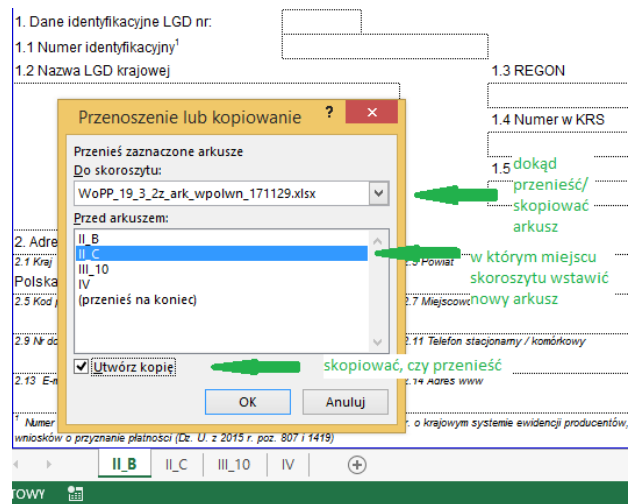 1. Dane identyfikacyjne LGD nr:
1.1 Numer identyfikacyjny¹
1.2 Nazwa LGD krajowej
1.3 REGON
Przenoszenie lub kopiowanie ? ×
1.4 Numer w KRS
Przenieś zaznaczone arkusze
Do skoroszytu:
1.5
WoPP_19_3_2z_ark_wpolwn_171129.xlsx
dokąd
przenieść/
skopiować
arkusz
Przed arkuszem:
II_B
II_C
III_10
IV
(przenieś na koniec)
w którym miejscu
skoroszytu wstawić
nowy arkusz
2. Adre
2.1 Kraj
Powiat
Polska
2.5 Kod
2.7 Miejscowo
2.9 Nr do
2.11 Telefon stacjonarny / komórkowy
Utwórz kopię
skopiować, czy przenieść
2.13 E-m
2.14 Adres www
OK
Anuluj
¹ Numer
r. o krajowym systemie ewidencji producentów,
wniosków o przyznanie płatności (Dz. U. z 2015 r. poz. 807 i 1419)
II_B II_C III_10 IV
TOWY